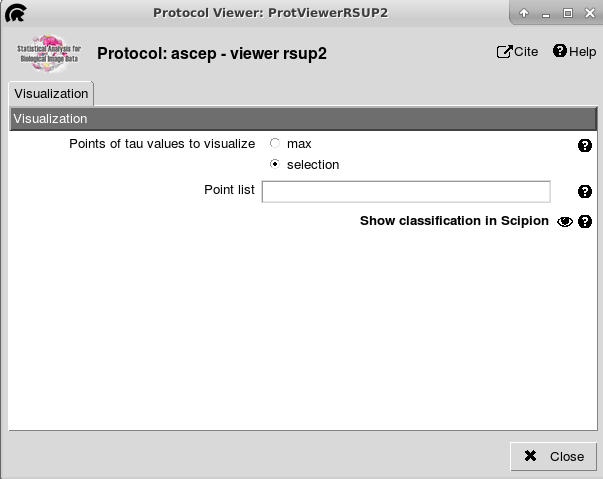 Protocol Viewer: ProtViewerRSUP2
Statistical Analysis for
Biological Image Data
Protocol: ascep - viewer rsup2
Cite
Help
Visualization
Visualization
Points of tau values to visualize
max
selection
Point list
Show classification in Scipion
Close